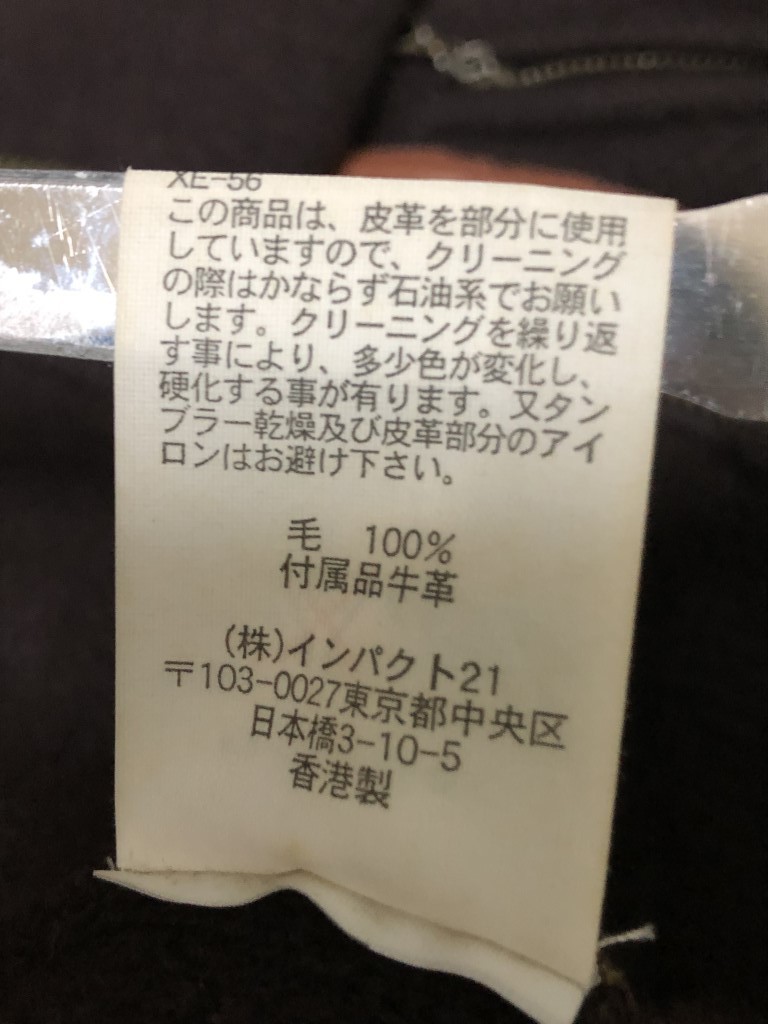 XE-56
この商品は、皮革を部分に使用
していますので、クリーニング
の際はかならず石油系でお願い
します。クリーニングを繰り返
す事により、多少色が変化し、
硬化する事が有ります。又タン
ブラー乾燥及び皮革部分のアイ
ロンはお避け下さい。
毛 100%
付属品牛革
(株)インパクト21
〒103-0027東京都中央区
日本橋3-10-5
香港製